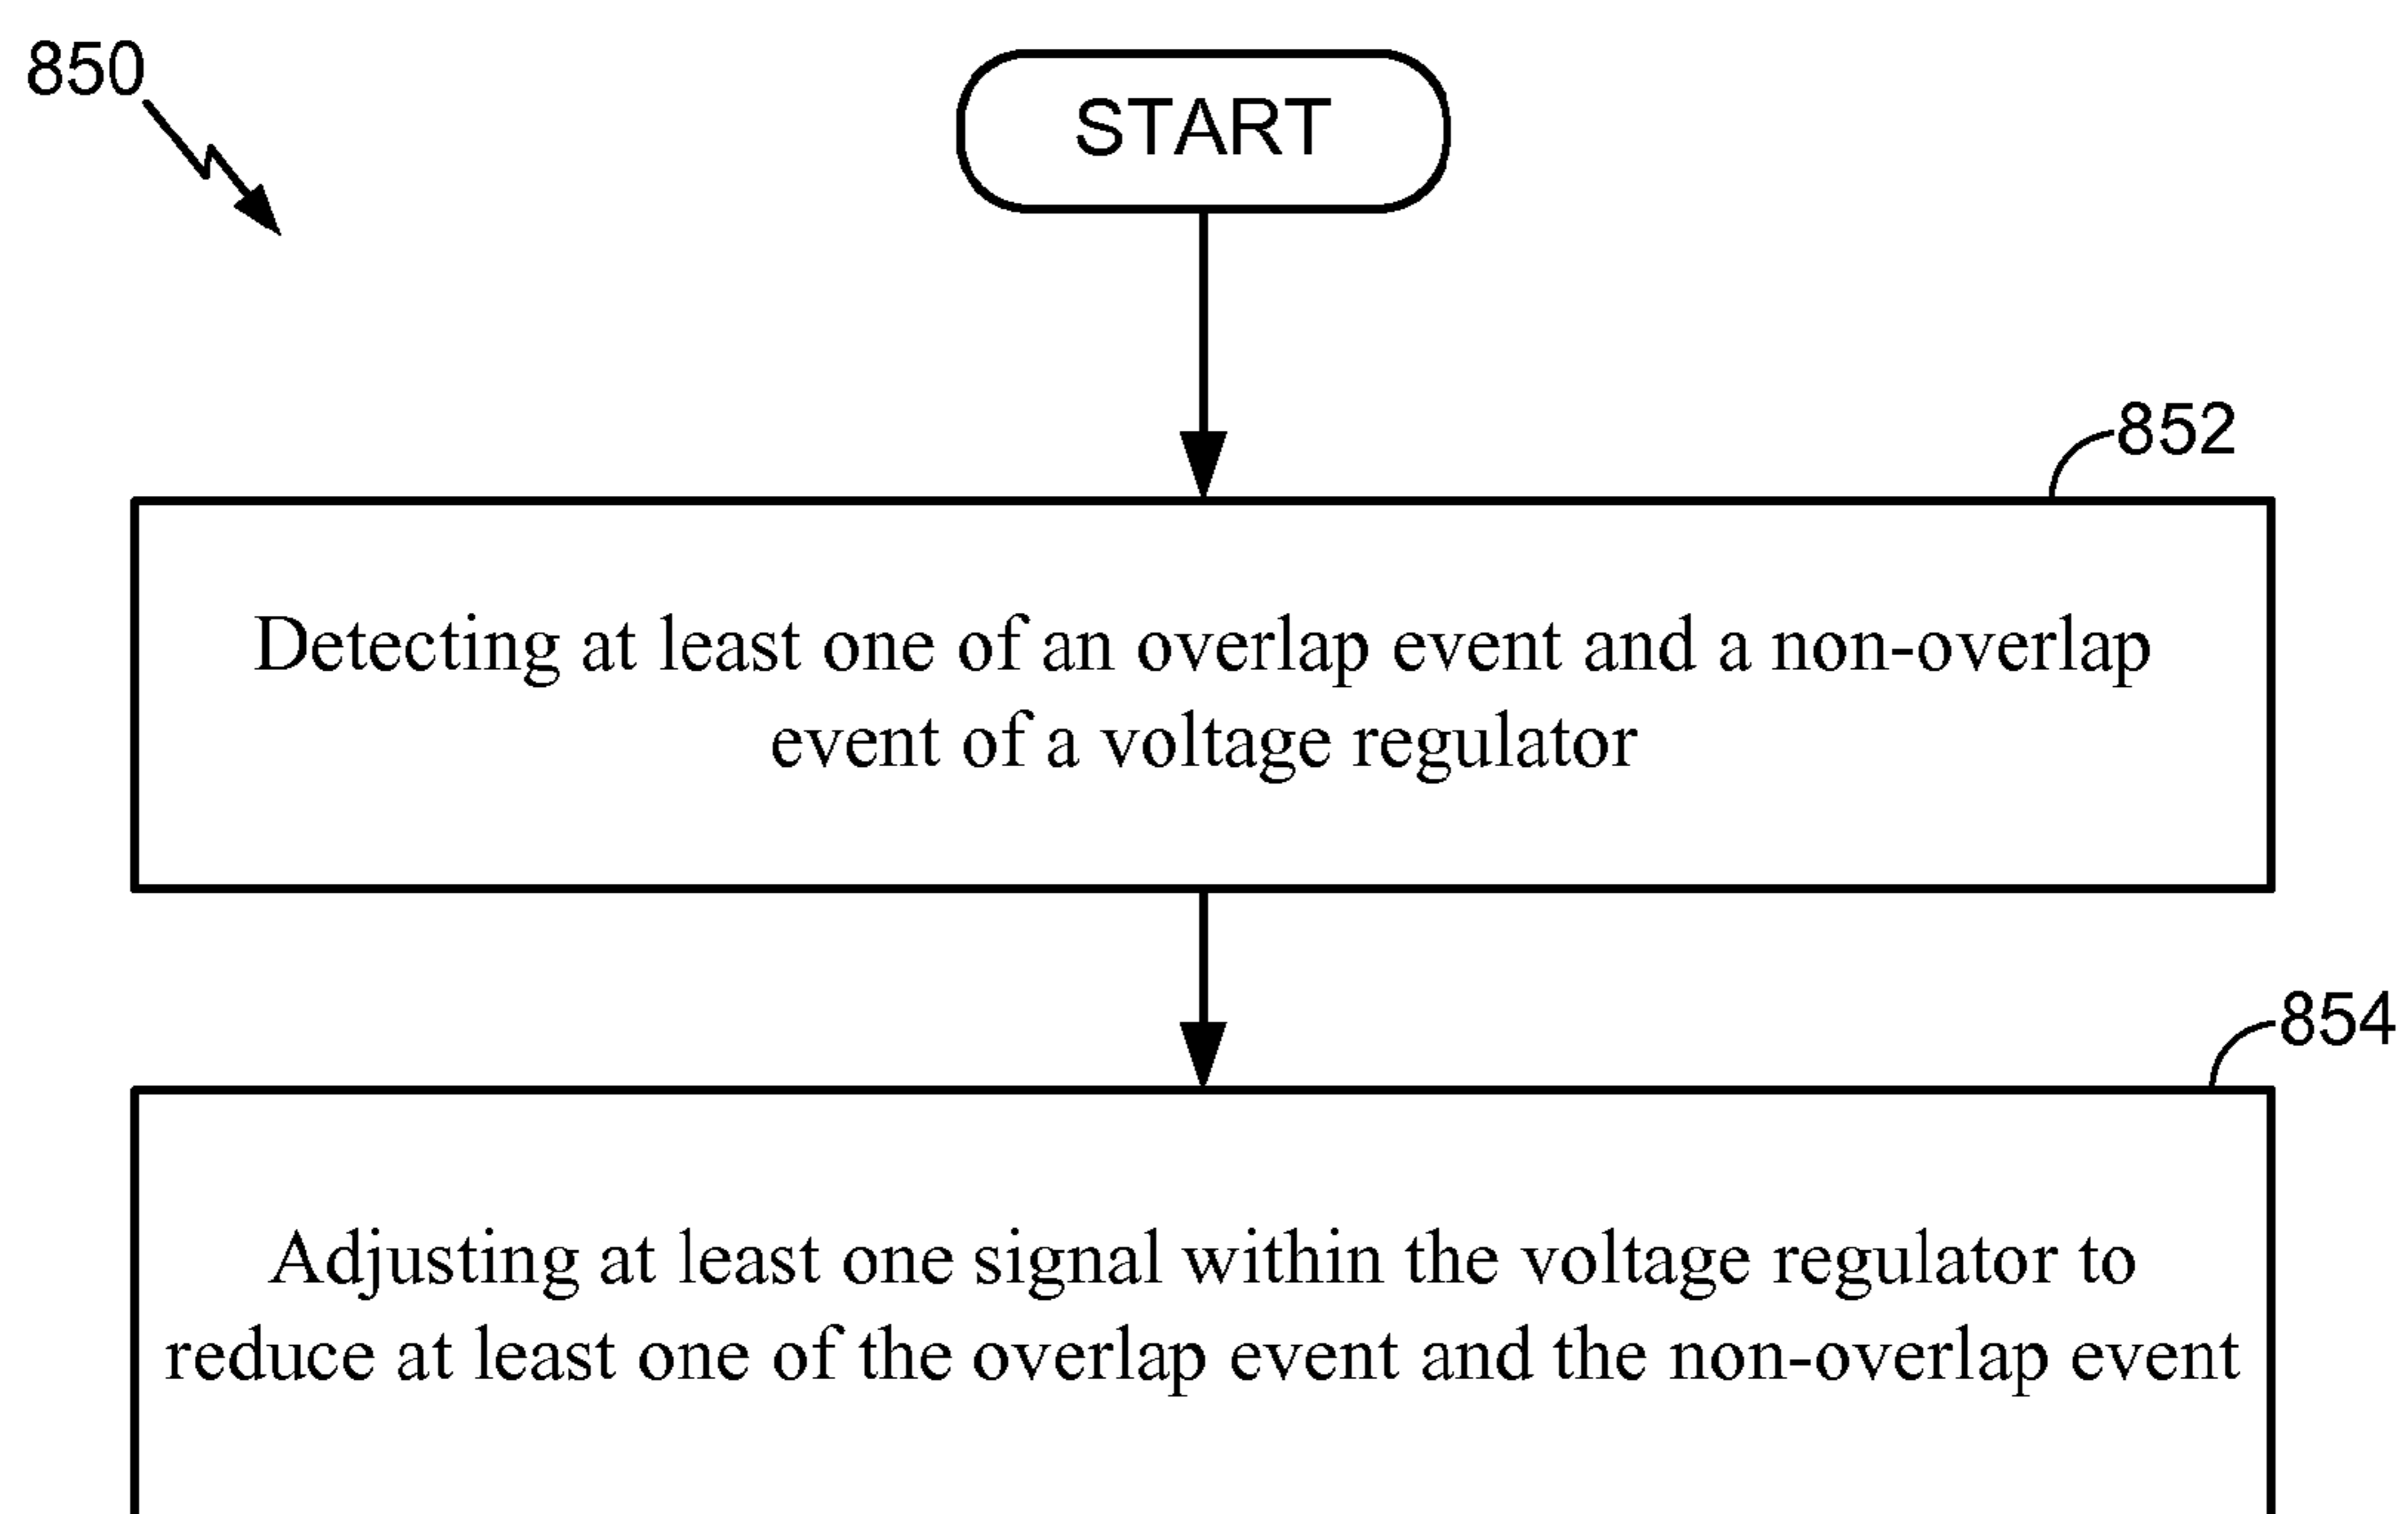 850
START
852
Detecting at least one of an overlap event and a non-overlap
event of a voltage regulator
854
Adjusting at least one signal within the voltage regulator to
reduce at least one of the overlap event and the non-overlap event